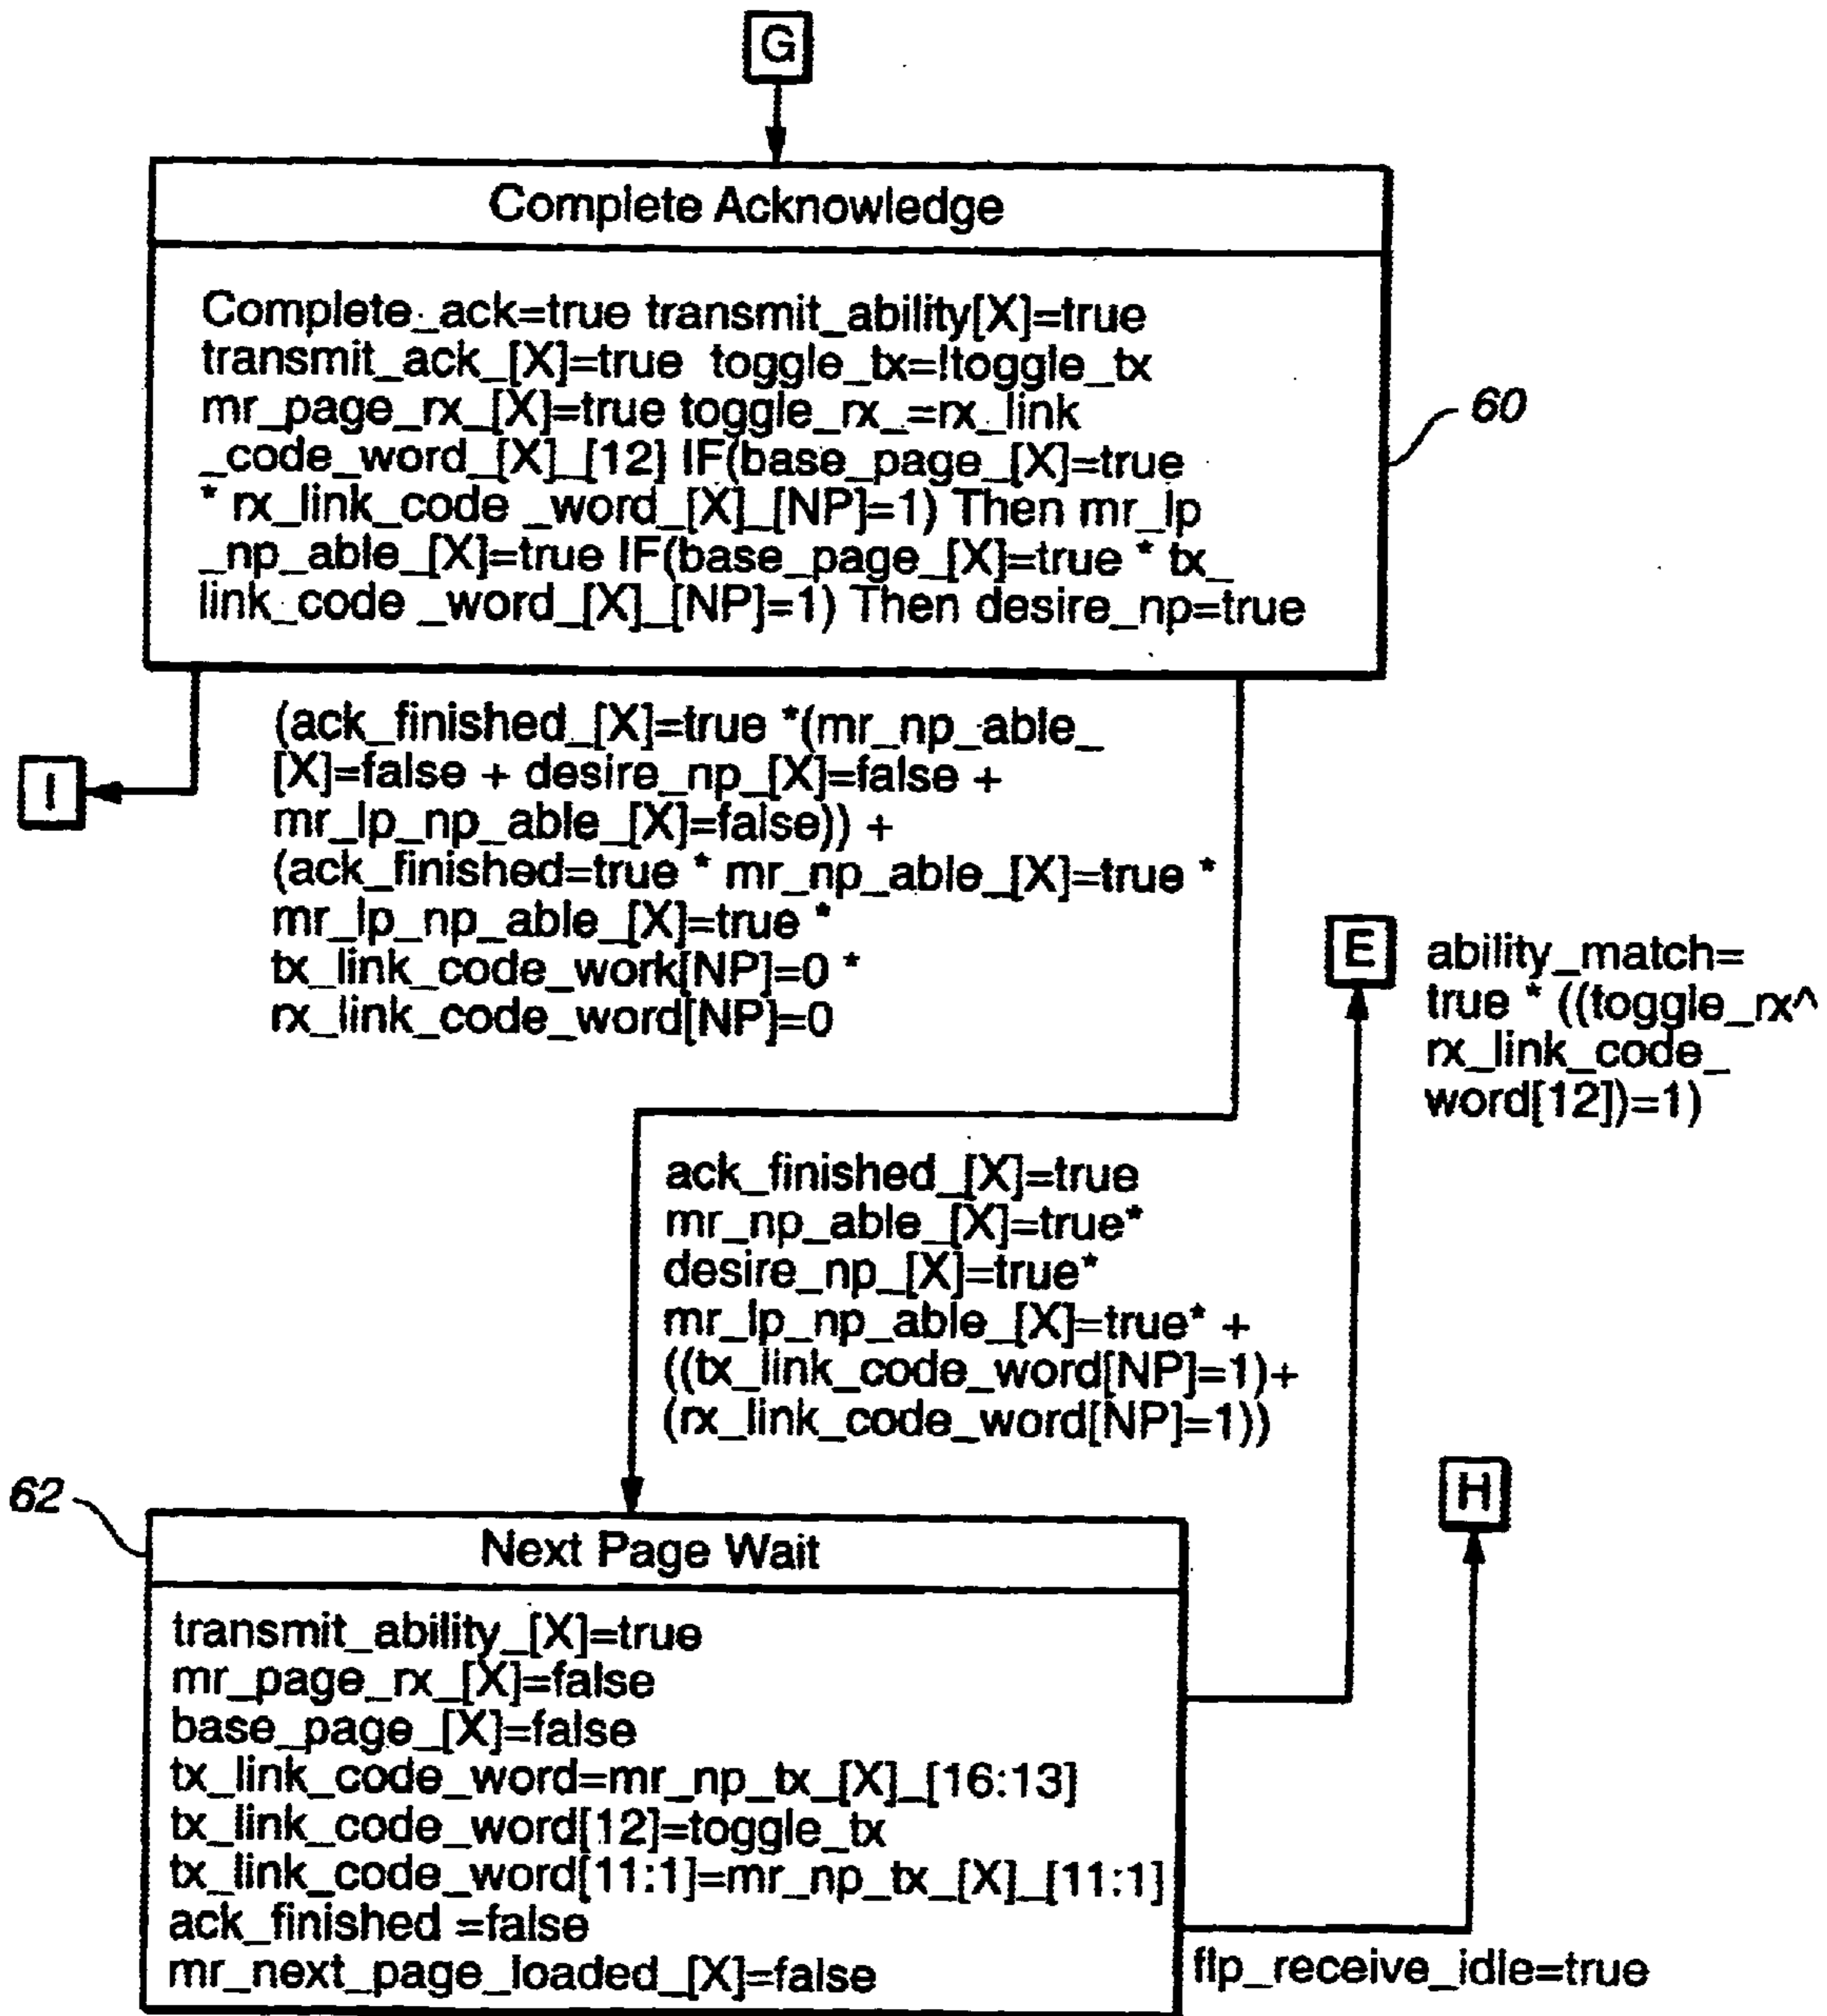 G
Complete Acknowledge
Complete_ack=true transmit_ability[X]=true
transmit_ack_[X]=true toggle_tx=!toggle_tx
mr_page_rx_[X]=true toggle_rx_=rx_link
_code_word_[X]_[12] IF(base_page_[X]=true
* rx_link_code _word_[X]_[NP]=1) Then mr_lp
_np_able_[X]=true IF(base_page_[X]=true * tx_
link_code _word_[X]_[NP]=1) Then desire_np=true
60
I
(ack_finished_[X]=true *(mr_np_able_
[X]=false + desire_np_[X]=false +
mr_lp_np_able_[X]=false)) +
(ack_finished=true * mr_np_able_[X]=true *
mr_lp_np_able_[X]=true *
tx_link_code_work[NP]=0 *
rx_link_code_word[NP]=0
E
ability_match=
true * ((toggle_rx^
rx_link_code_
word[12])=1)
ack_finished_[X]=true
mr_np_able_[X]=true*
desire_np_[X]=true*
mr_lp_np_able_[X]=true* +
((tx_link_code_word[NP]=1)+
(rx_link_code_word[NP]=1))
H
62
Next Page Wait
transmit_ability_[X]=true
mr_page_rx_[X]=false
base_page_[X]=false
tx_link_code_word=mr_np_tx_[X]_[16:13]
tx_link_code_word[12]=toggle_tx
tx_link_code_word[11:1]=mr_np_tx_[X]_[11:1]
ack_finished =false
mr_next_page_loaded_[X]=false
flp_receive_idle=true